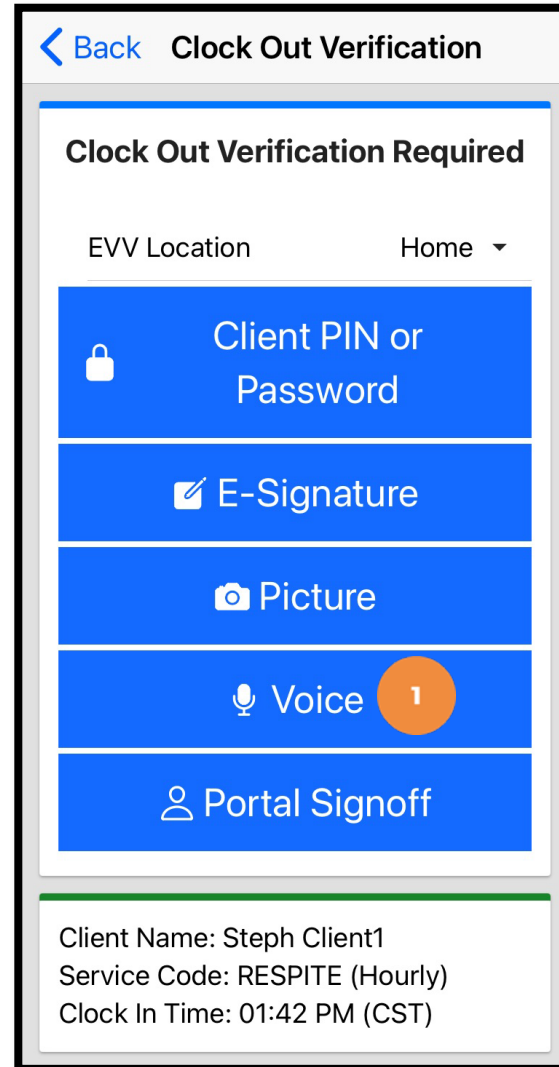 Back Clock Out Verification
Clock Out Verification Required
EVV Location Home
Client PIN or
Password
E-Signature
Picture
Voice 1
Portal Signoff
Client Name: Steph Client1
Service Code: RESPITE (Hourly)
Clock In Time: 01:42 PM (CST)